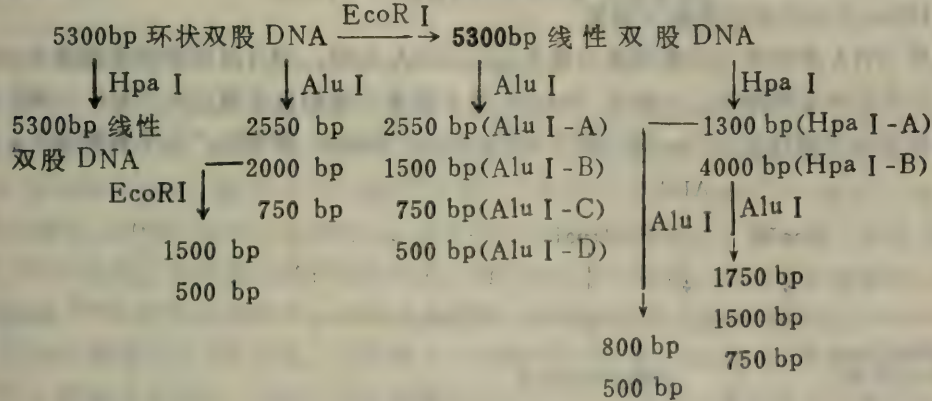 EcoR I
5300bp 环状双股 DNA → 5300bp 线性双股 DNA
Hpa I Alu I Alu I Hpa I
5300bp 线性 2550 bp 2550 bp(Alu I-A) 1300 bp(Hpa I-A)
双股 DNA 2000 bp 1500 bp(Alu I-B) 4000 bp(Hpa I-B)
EcoRI 750 bp 750 bp(Alu I-C) Alu I Alu I
1500 bp 500 bp(Alu I-D)
500 bp 1750 bp
1500 bp
800 bp 750 bp
500 bp